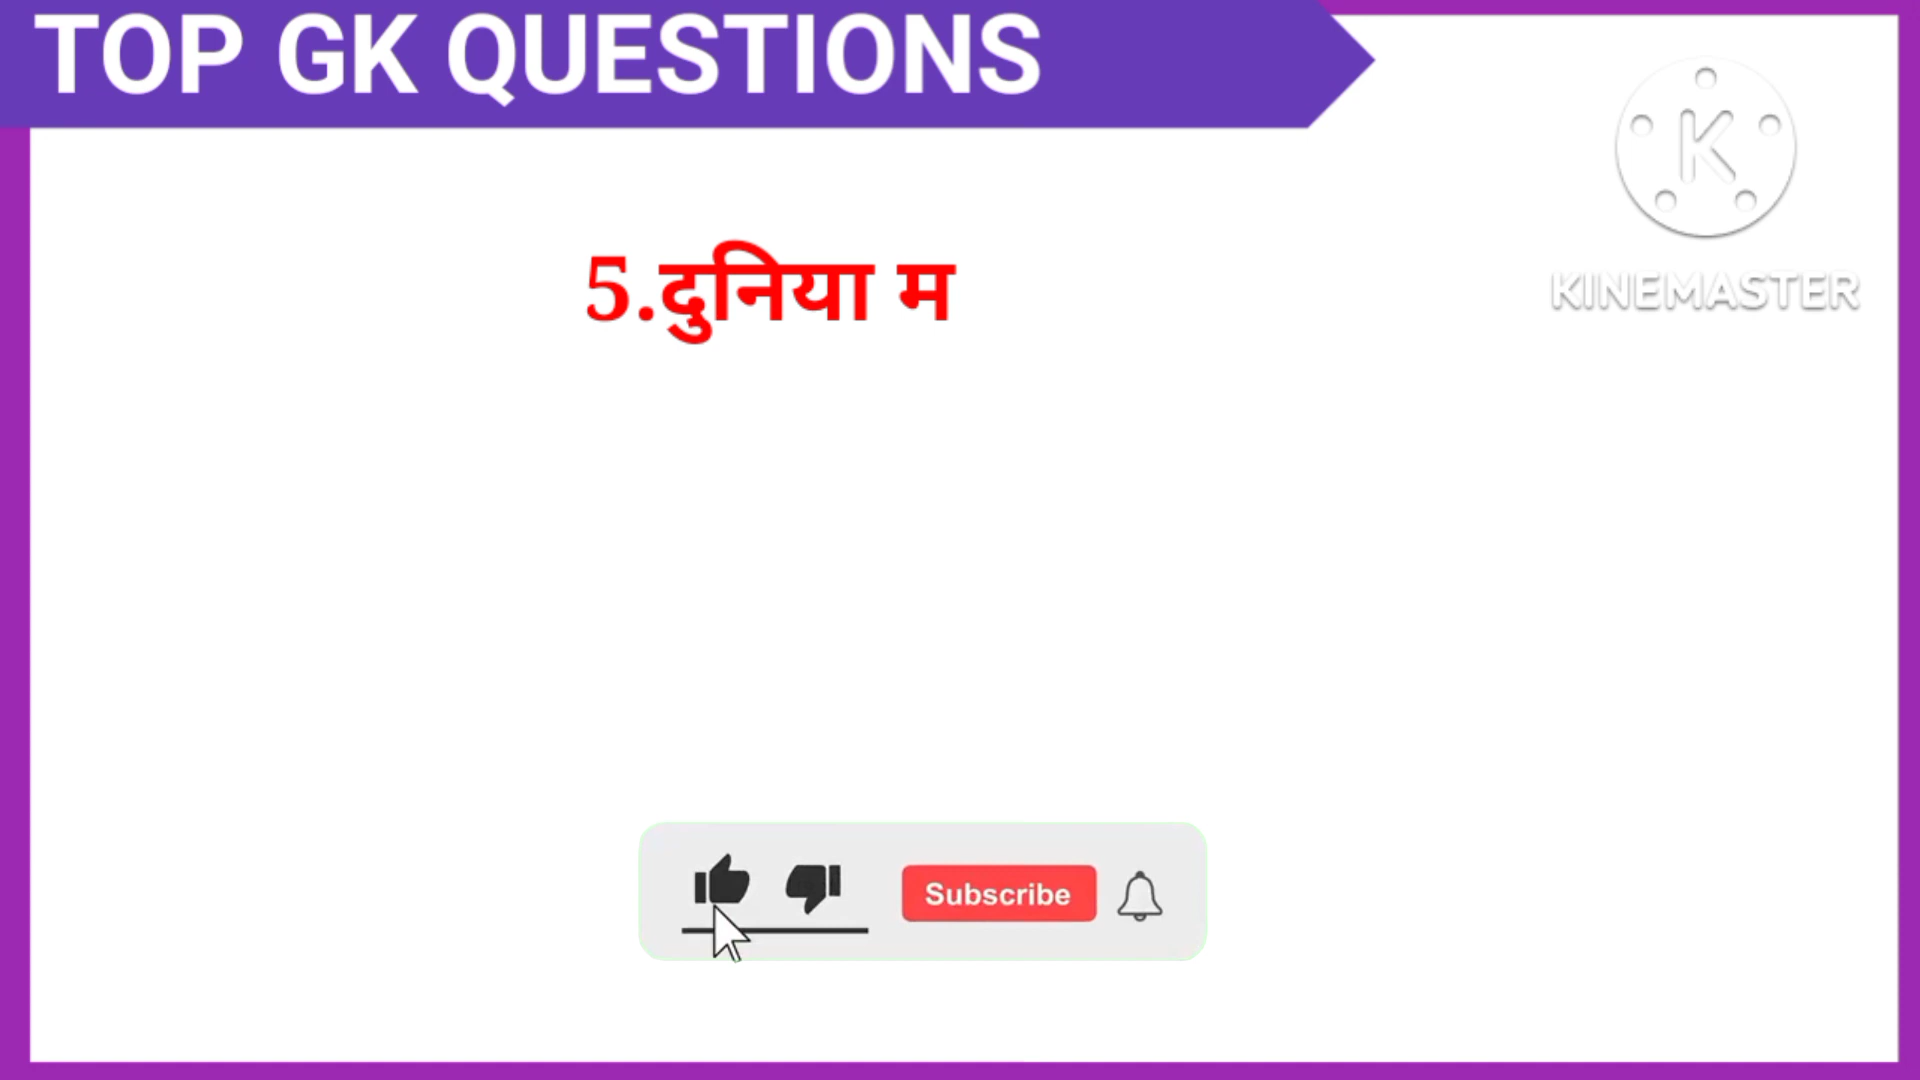 TOP GK QUESTIONS
K
KINEMASTER
5.दुनिया म
Subscribe